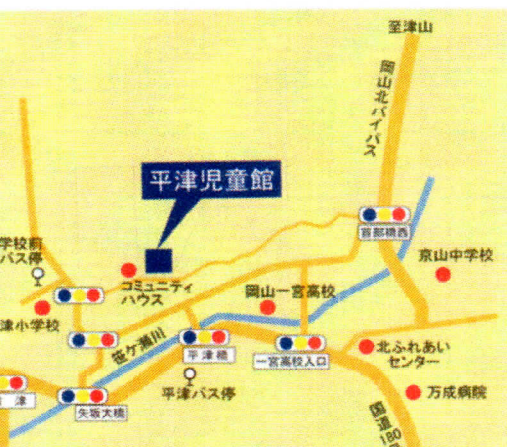 至津山
岡山北バイパス
平津児童館
首部橋西
学校前
バス停
京山中学校
コミュニティ
ハウス
岡山一宮高校
津小学校
笹ケ瀬川
平津橋
一宮高校入口
北ふれあい
センター
平津バス停
万成病院
津
矢坂大橋
国道180